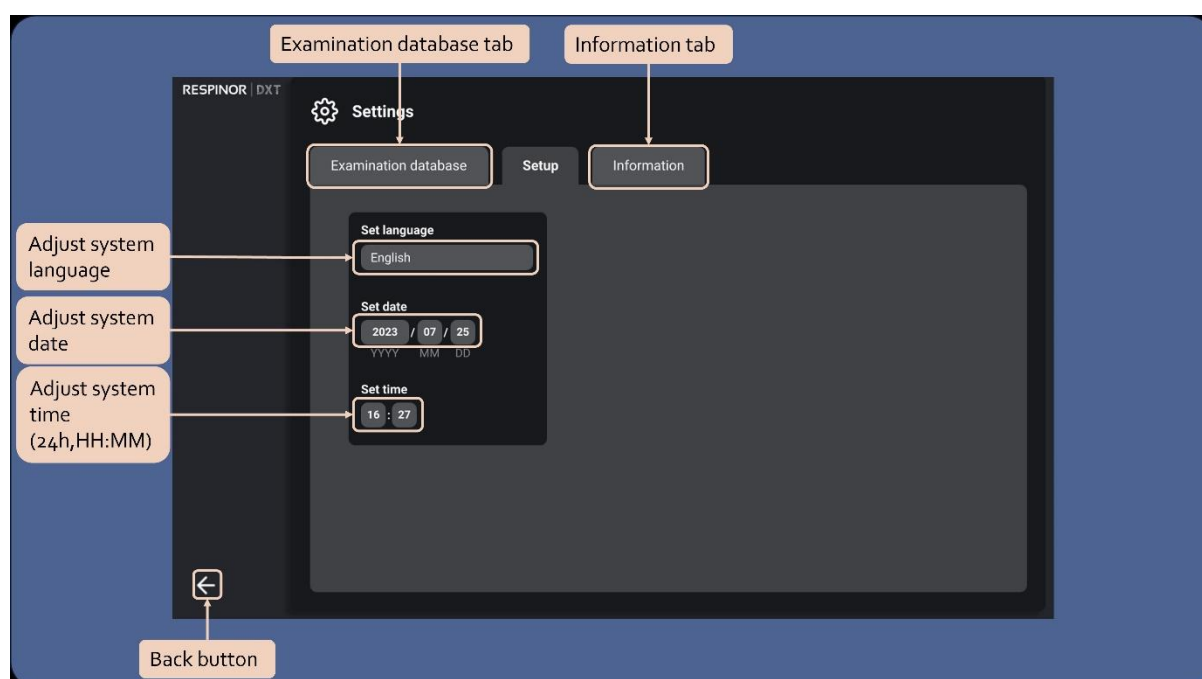 Examination database tab
Information tab
RESPINOR | DXT
Settings
Examination database
Setup
Information
Adjust system
language
Set language
English
Adjust system
date
Set date
2023 / 07 / 25
YYYY MM DD
Adjust system
time
(24h,HH:MM)
Set time
16 : 27
Back button